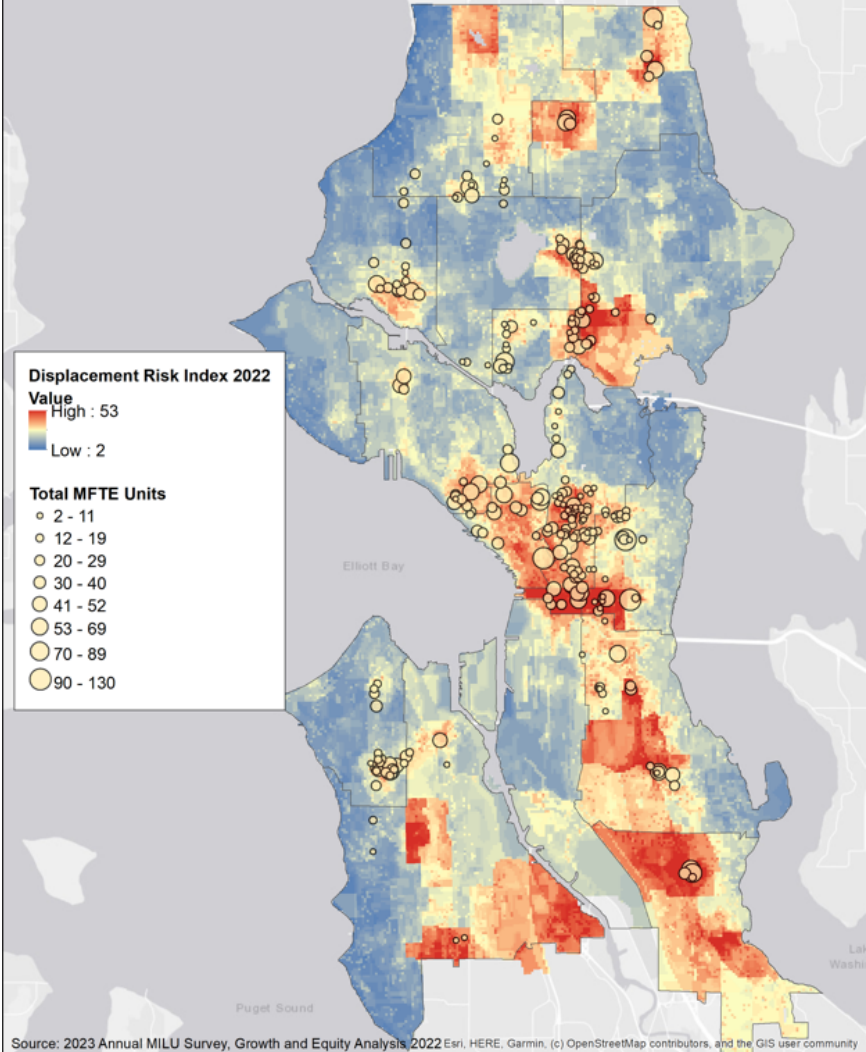 Displacement Risk Index 2022
Value
High : 53
Low : 2
Total MFTE Units
2 - 11
12 - 19
20 - 29
30 - 40
41 - 52
53 - 69
70 - 89
90 - 130
Elliott Bay
Puget Sound
Lak
Washi
Source: 2023 Annual MILU Survey, Growth and Equity Analysis 2022 Esri, HERE, Garmin, (c) OpenStreetMap contributors, and the GIS user community